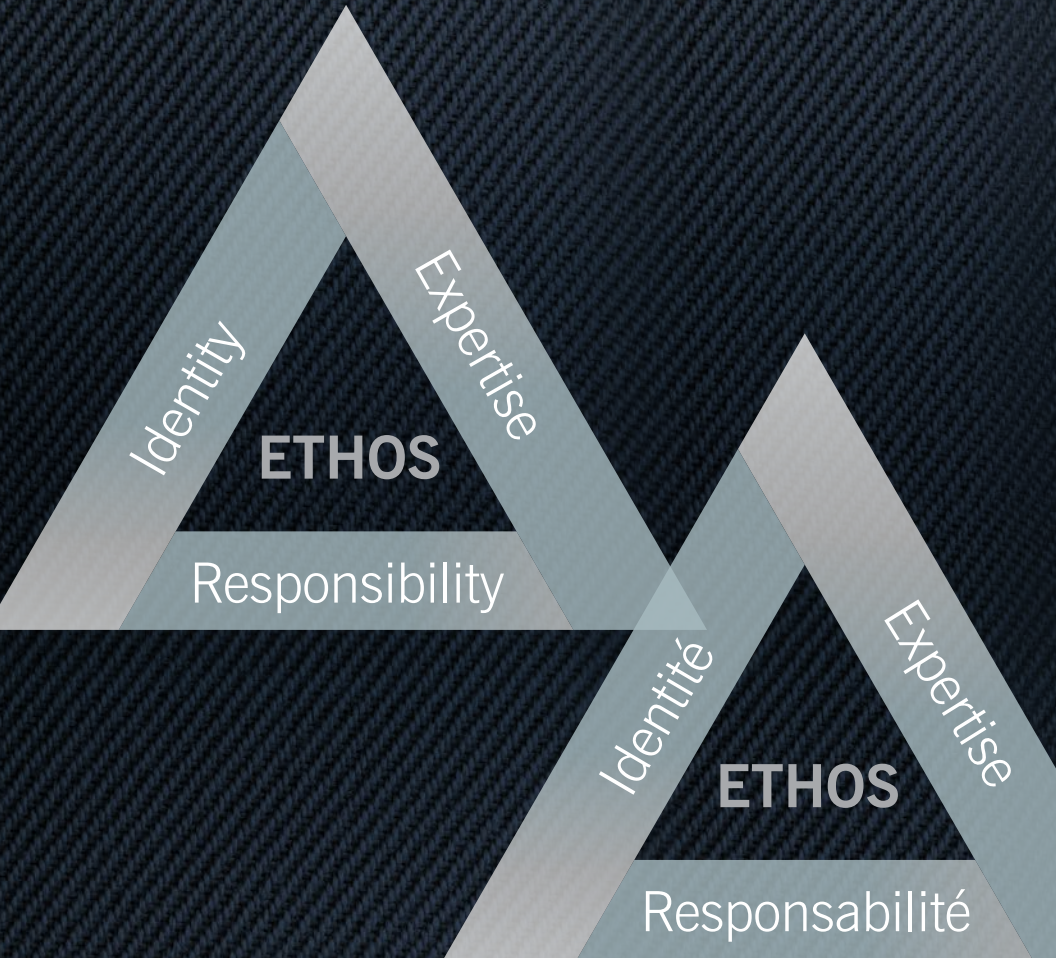 Identity
Expertise
ETHOS
Responsibility
Identité
Expertise
ETHOS
Responsabilité